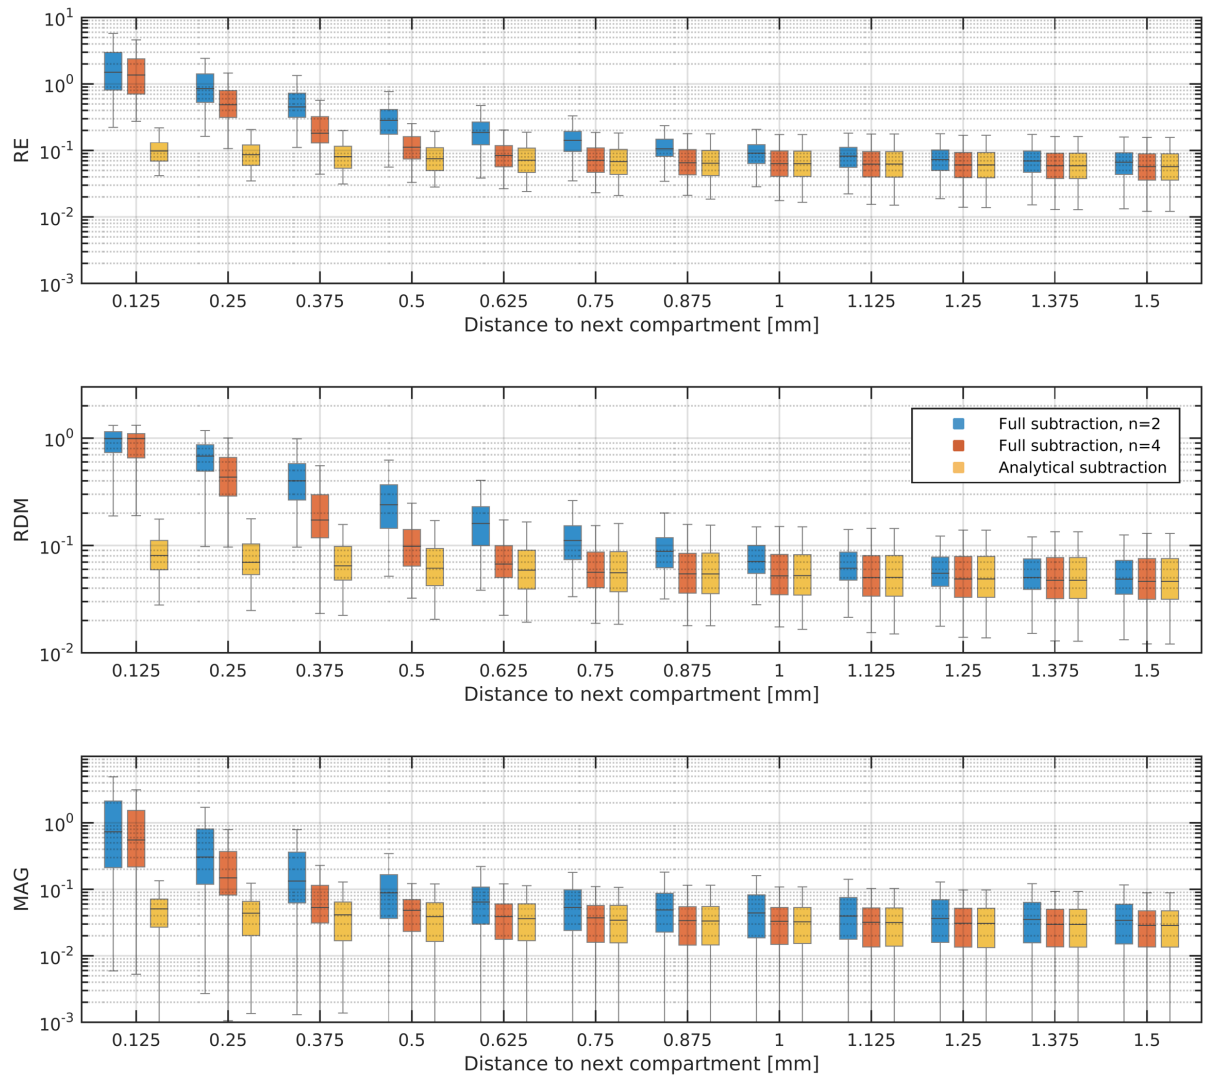 10^1
10^0
10^-1
10^-2
10^-3
RE
0.125 0.25 0.375 0.5 0.625 0.75 0.875 1 1.125 1.25 1.375 1.5
Distance to next compartment [mm]
10^0
10^-1
10^-2
RDM
Full subtraction, n=2
Full subtraction, n=4
Analytical subtraction
0.125 0.25 0.375 0.5 0.625 0.75 0.875 1 1.125 1.25 1.375 1.5
Distance to next compartment [mm]
10^0
10^-1
10^-2
10^-3
MAG
0.125 0.25 0.375 0.5 0.625 0.75 0.875 1 1.125 1.25 1.375 1.5
Distance to next compartment [mm]